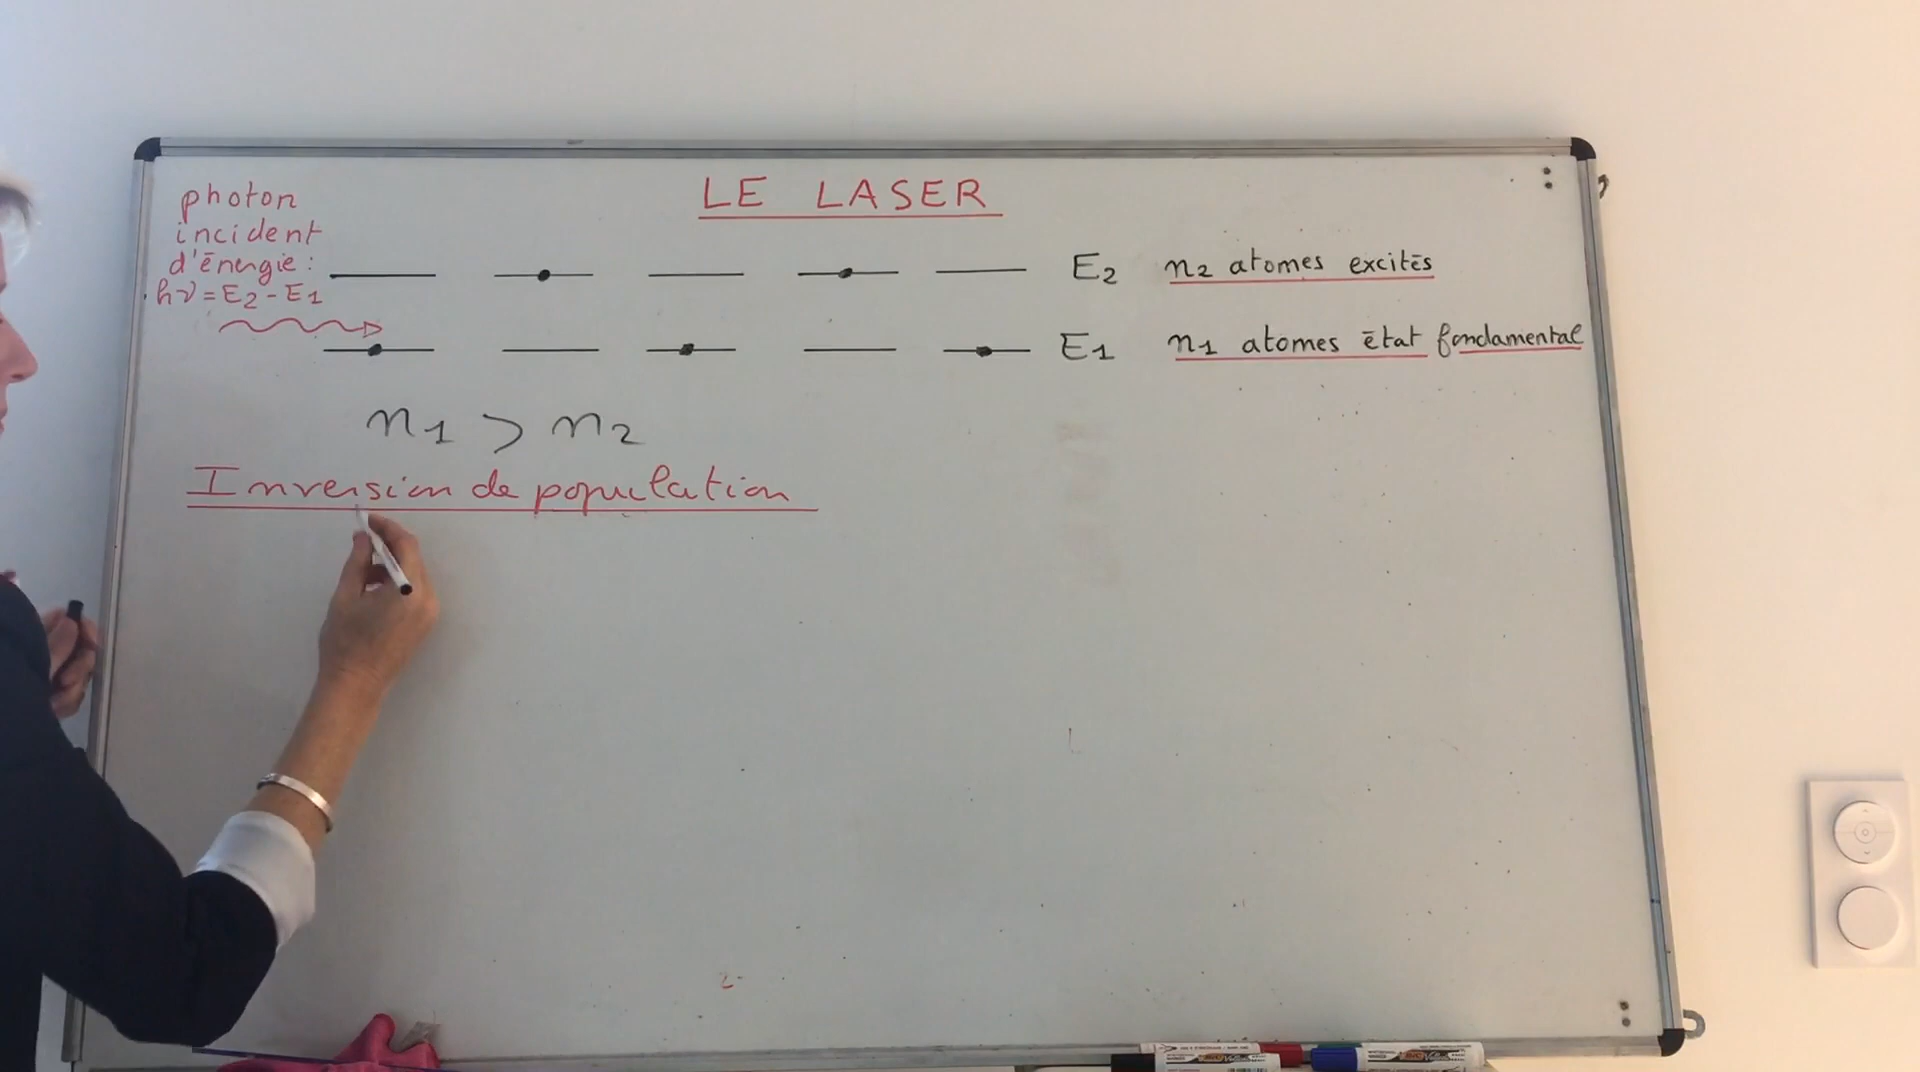 LE LASER
photon
incident
d'énergie :
hν = E2 - E1
E2 n2 atomes excités
E1 n1 atomes état fondamental
n1 > n2
Inversion de population